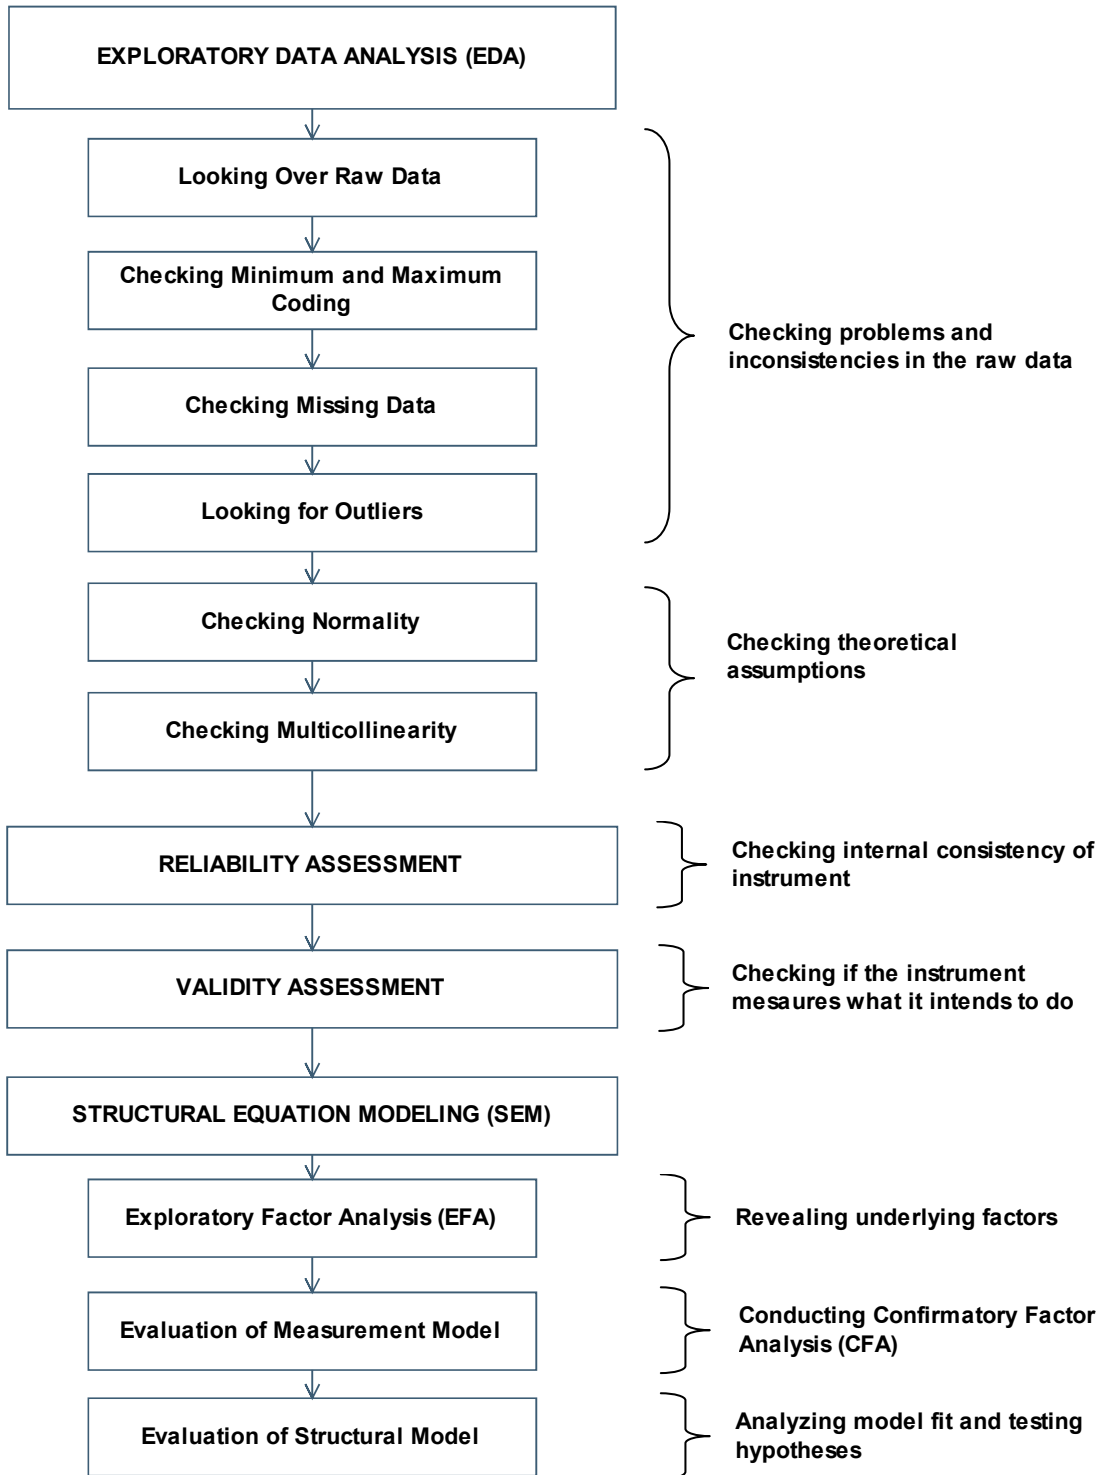 EXPLORATORY DATA ANALYSIS (EDA)
Looking Over Raw Data
Checking Minimum and Maximum
Coding
Checking Missing Data
Looking for Outliers
Checking problems and
inconsistencies in the raw data
Checking Normality
Checking Multicollinearity
Checking theoretical
assumptions
RELIABILITY ASSESSMENT
Checking internal consistency of
instrument
VALIDITY ASSESSMENT
Checking if the instrument
mesaures what it intends to do
STRUCTURAL EQUATION MODELING (SEM)
Exploratory Factor Analysis (EFA)
Revealing underlying factors
Evaluation of Measurement Model
Conducting Confirmatory Factor
Analysis (CFA)
Evaluation of Structural Model
Analyzing model fit and testing
hypotheses